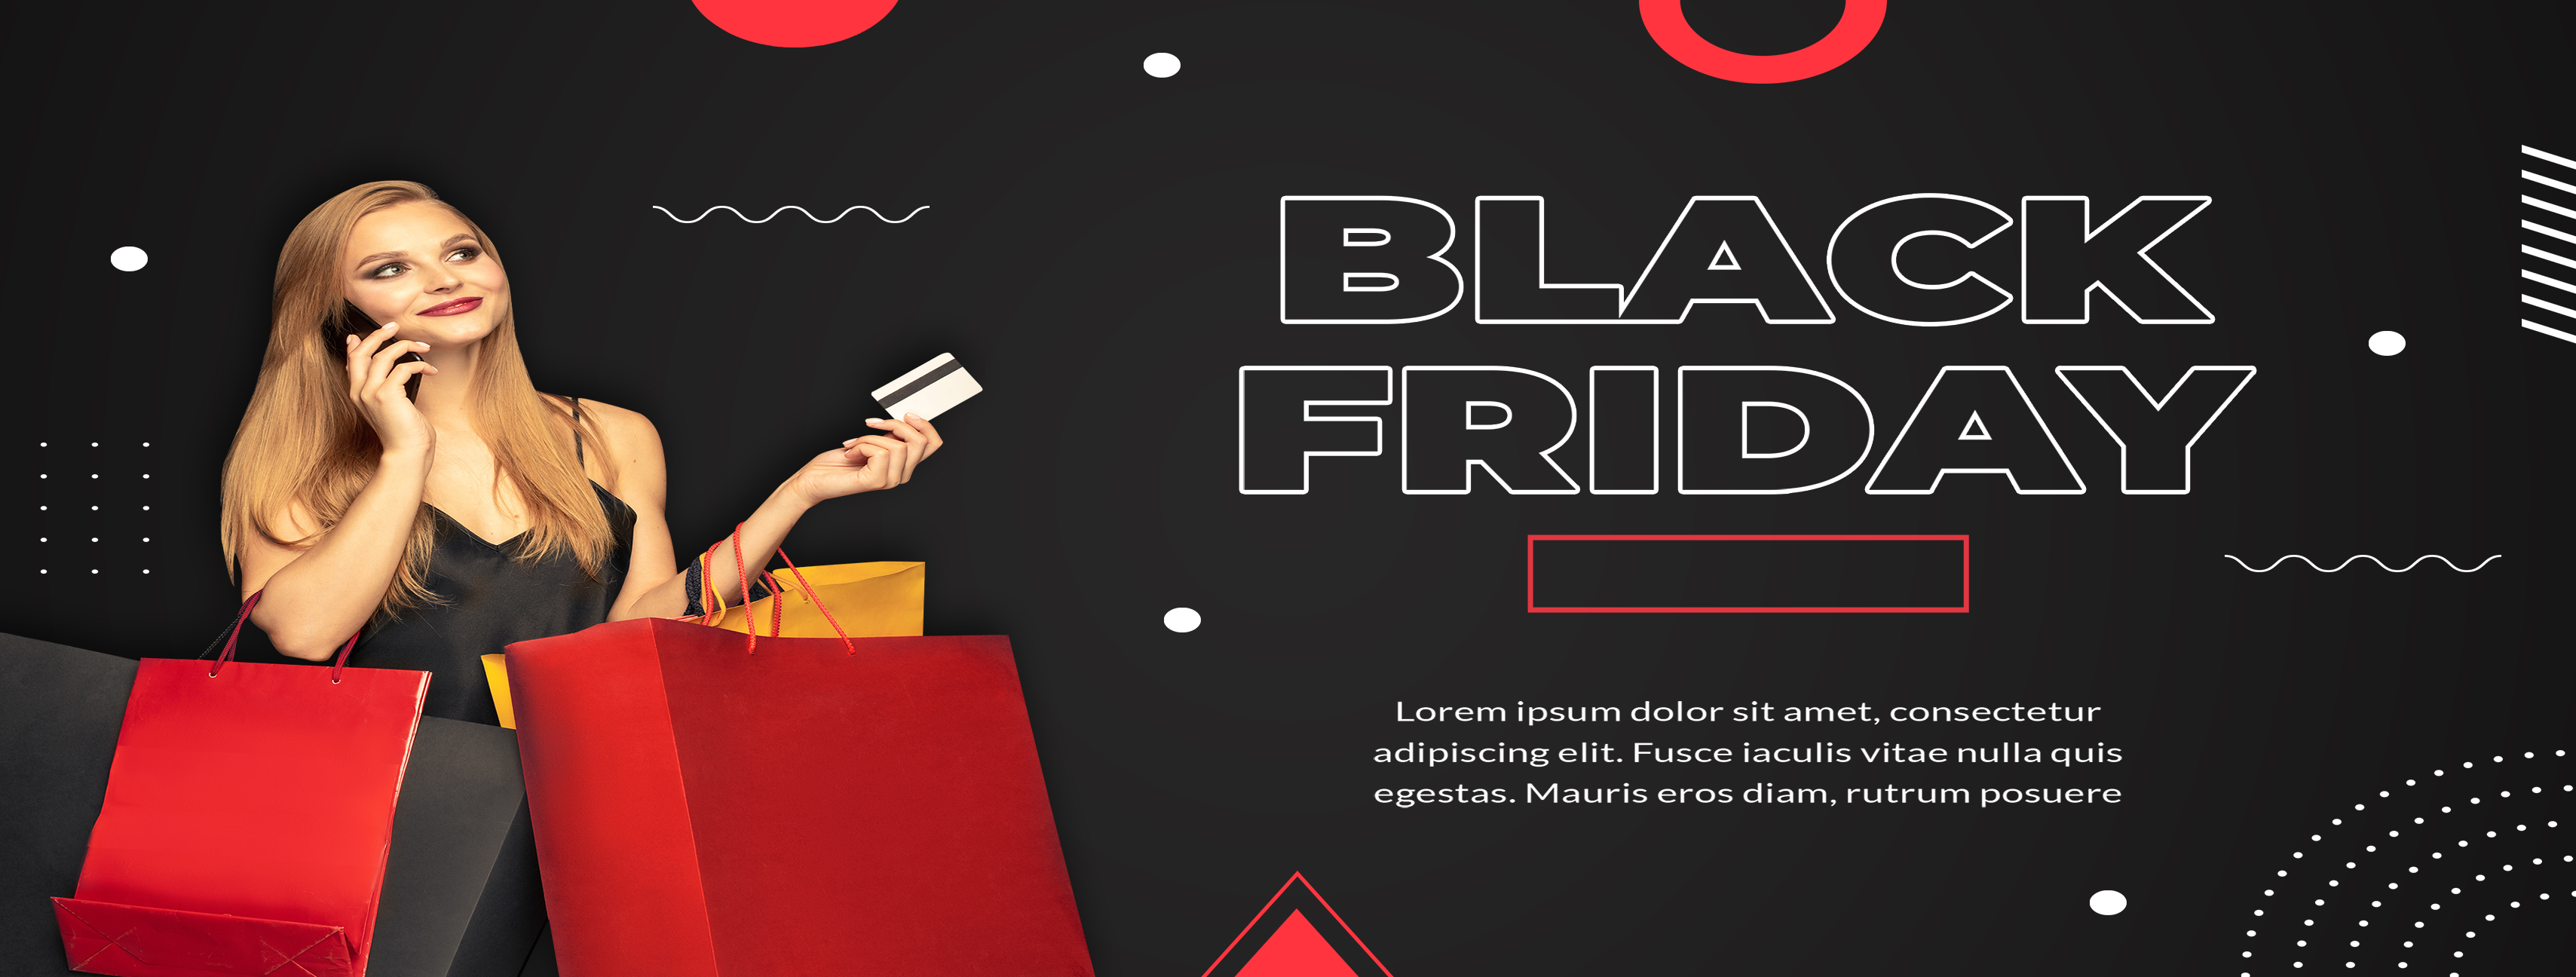 BLACK
FRIDAY
Lorem ipsum dolor sit amet, consectetur
adipiscing elit. Fusce iaculis vitae nulla quis
egestas. Mauris eros diam, rutrum posuere